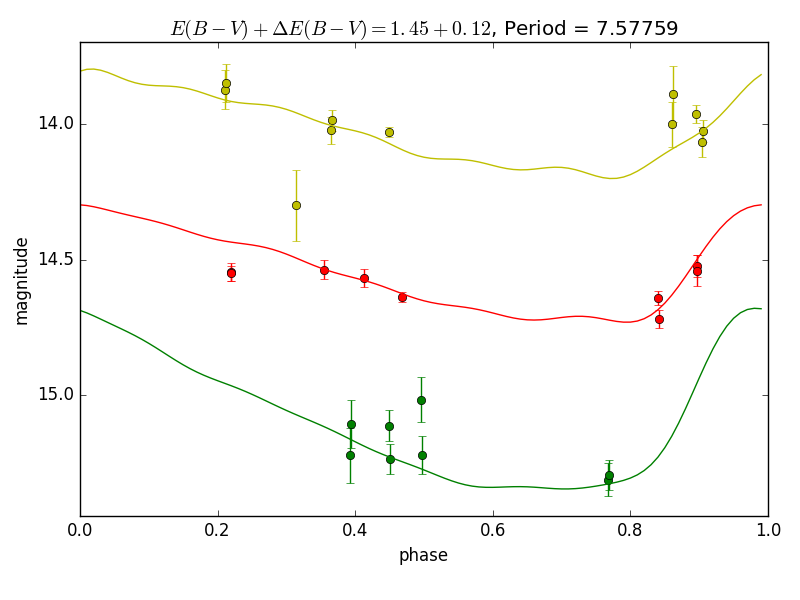 E(B − V) + ΔE(B − V) = 1.45 + 0.12, Period = 7.57759
14.0
14.5
15.0
magnitude
0.0 0.2 0.4 0.6 0.8 1.0
phase